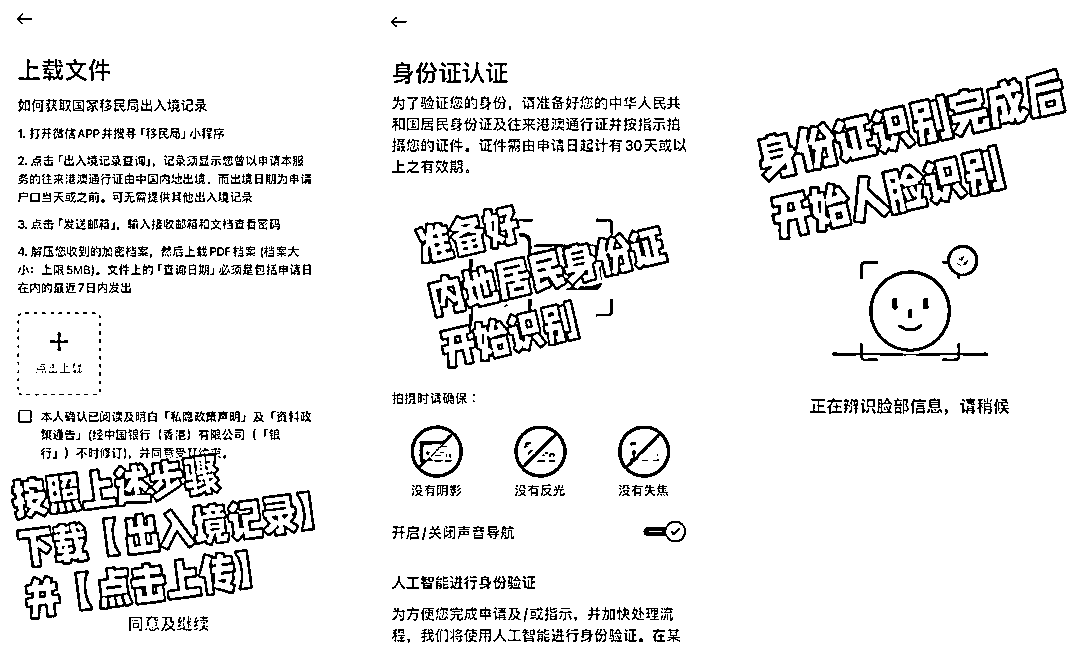 上载文件
如何获取国家移民局出入境记录
1. 打开微信APP并搜寻「移民局」小程序
2. 点击「出入境记录查询」，记录须显示您曾以申请本服
务的往来港澳通行证由中国内地出境，而出境日期为申请
户口当天或之前。可无需提供其他出入境记录
3. 点击「发送邮箱」，输入接收邮箱和文档查看密码
4. 解压您收到的加密档案，然后上载PDF档案 (档案大
小：上限5MB)。文件上的「查询日期」必须是包括申请日
在内的最近7日内发出
点击上载
本人确认已阅读及明白「私隐政策声明」及「资料政
策通告」(经中国银行（香港）有限公司（「银
行」）不时修订)，并同意受其约束。
按照上述步骤
下载【出入境记录】
并【点击上传】
同意及继续
身份证认证
为了验证您的身份，请准备好您的中华人民共
和国居民身份证及往来港澳通行证并按指示拍
摄您的证件。证件需由申请日起计有30天或以
上之有效期。
准备好
内地居民身份证
开始识别
拍摄时请确保：
没有阴影
没有反光
没有失焦
开启/关闭声音导航
人工智能进行身份验证
为方便您完成申请及/或指示，并加快处理流
程，我们将使用人工智能进行身份验证。在某
身份证识别完成后
开始人脸识别
正在辨识脸部信息，请稍候